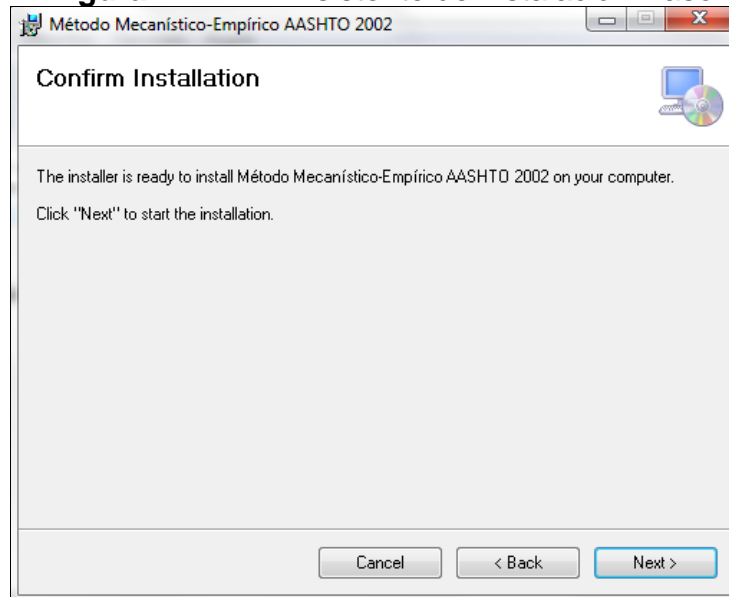 Método Mecanístico-Empírico AASHTO 2002
Confirm Installation
The installer is ready to install Método Mecanístico-Empírico AASHTO 2002 on your computer.
Click "Next" to start the installation.
Cancel
< Back
Next >